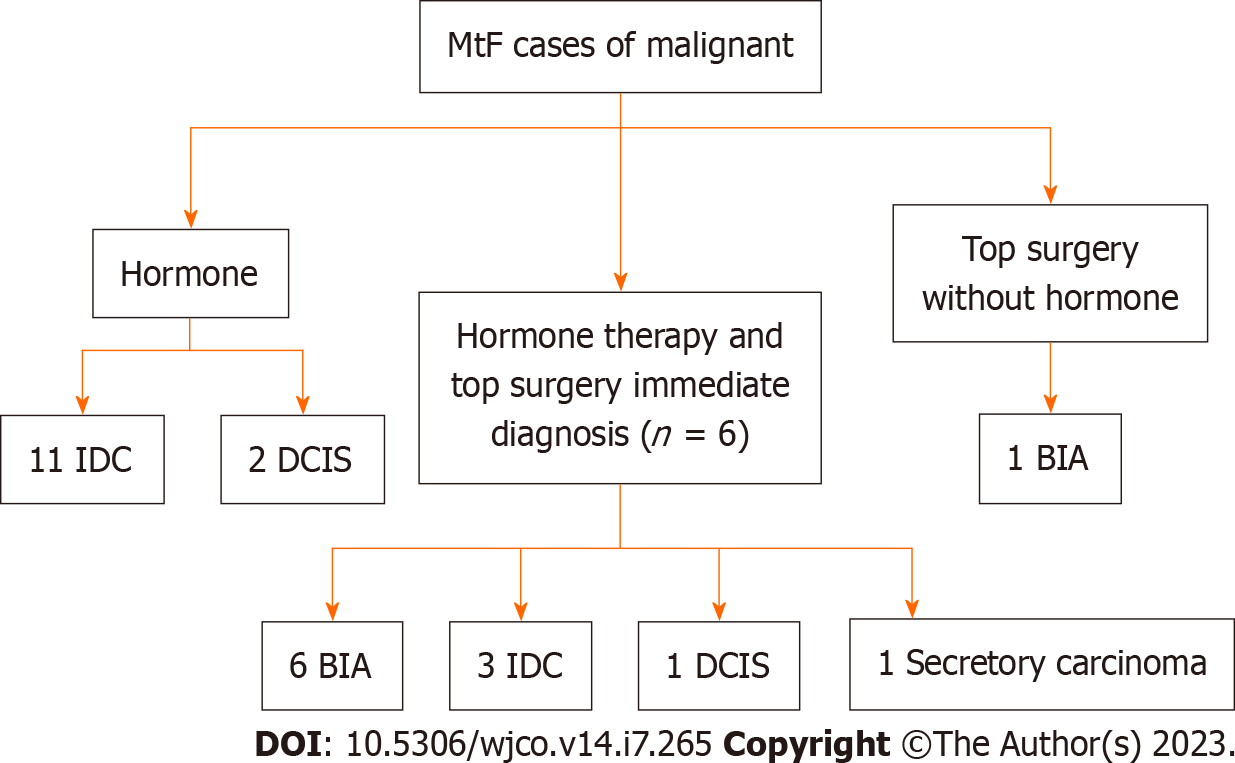 MtF cases of malignant
Hormone
Top surgery
without hormone
Hormone therapy and
top surgery immediate
diagnosis (n = 6)
11 IDC
2 DCIS
1 BIA
6 BIA
3 IDC
1 DCIS
1 Secretory carcinoma
DOI: 10.5306/wjco.v14.i7.265 Copyright ©The Author(s) 2023.